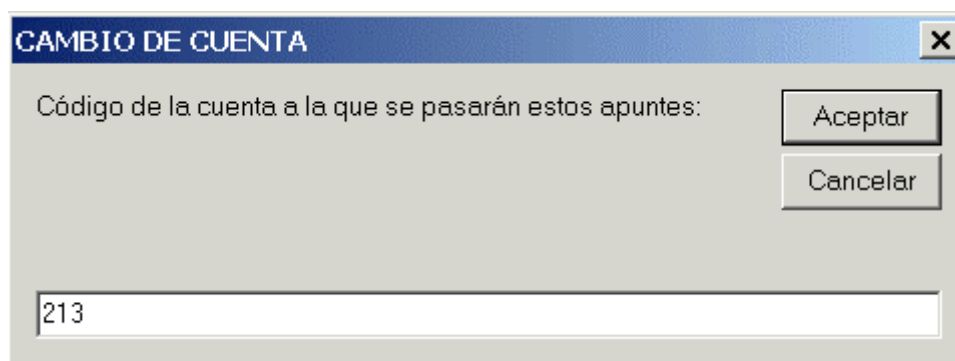 CAMBIO DE CUENTA
Código de la cuenta a la que se pasarán estos apuntes:
Aceptar
Cancelar
213